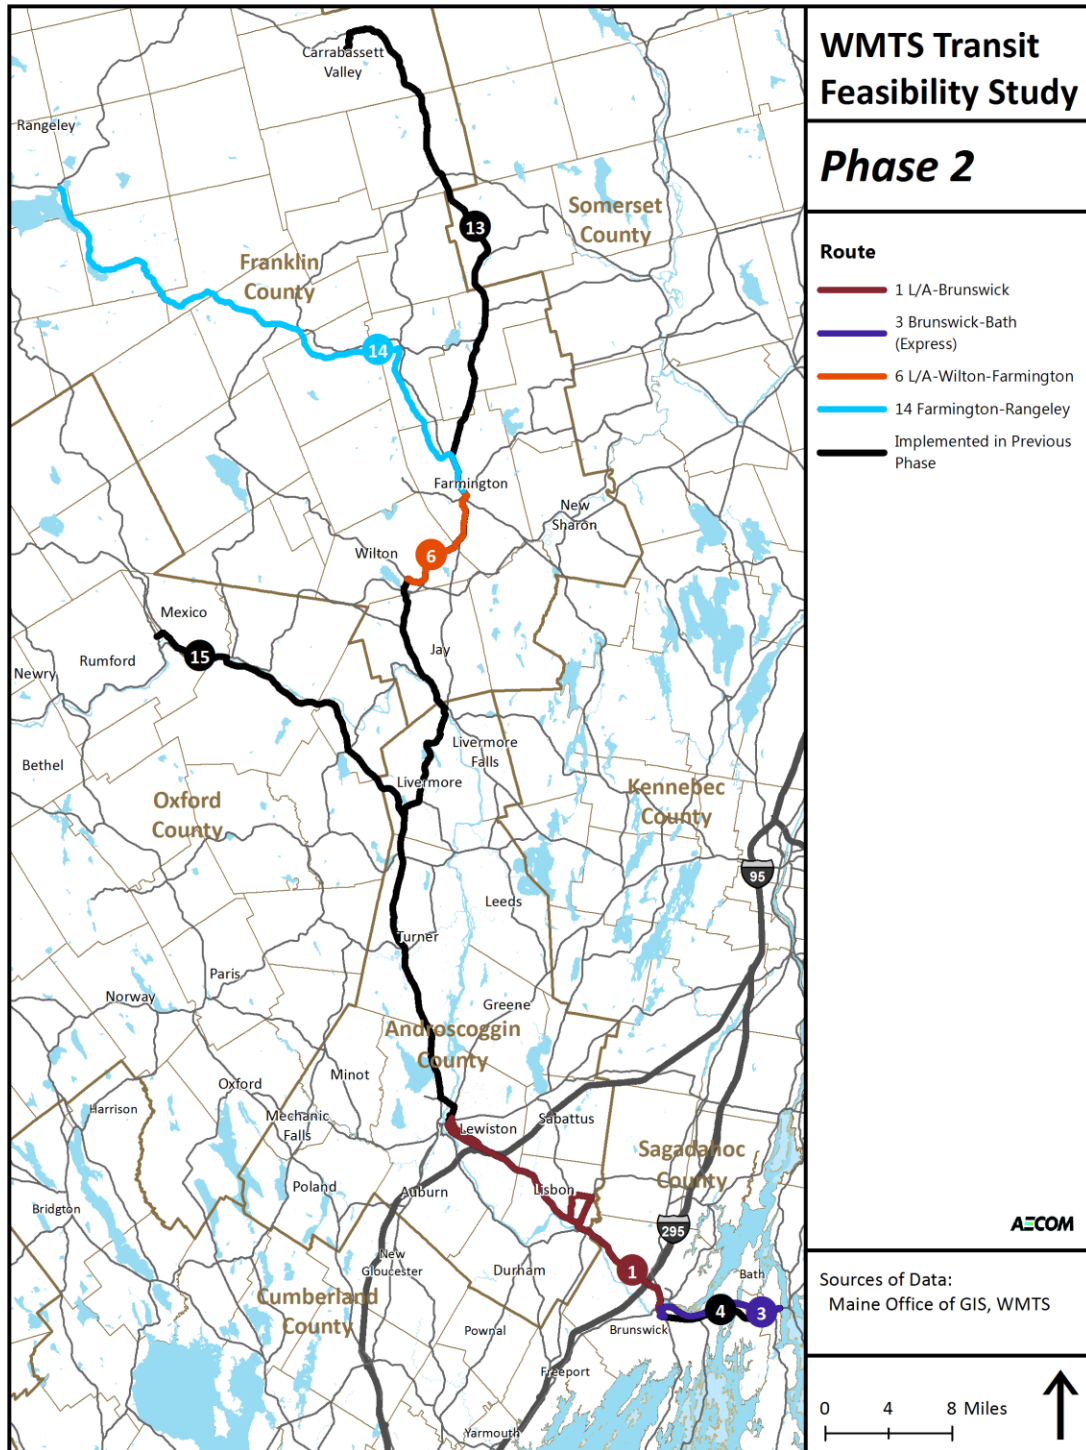 WMTS Transit
Feasibility Study
Phase 2
Route
1 L/A-Brunswick
3 Brunswick-Bath
(Express)
6 L/A-Wilton-Farmington
14 Farmington-Rangeley
Implemented in Previous
Phase
AECOM
Sources of Data:
Maine Office of GIS, WMTS
0 4 8 Miles
Carrabassett
Valley
Rangeley
13
Somerset
County
Franklin
County
14
Farmington
New
Sharon
Wilton
6
Mexico
15
Rumford
Jay
Newry
Livermore
Falls
Bethel
Livermore
Oxford
County
Kennebec
County
95
Leeds
Turner
Paris
Norway
Greene
Androscoggin
County
Minot
Oxford
Harrison
Mechanic
Falls
Lewiston
Sabattus
Sagadahoc
County
Poland
Auburn
Lisbon
Bridgton
295
New
Gloucester
Durham
1
Bath
Cumberland
County
4
3
Pownal
Brunswick
Freeport
Yarmouth